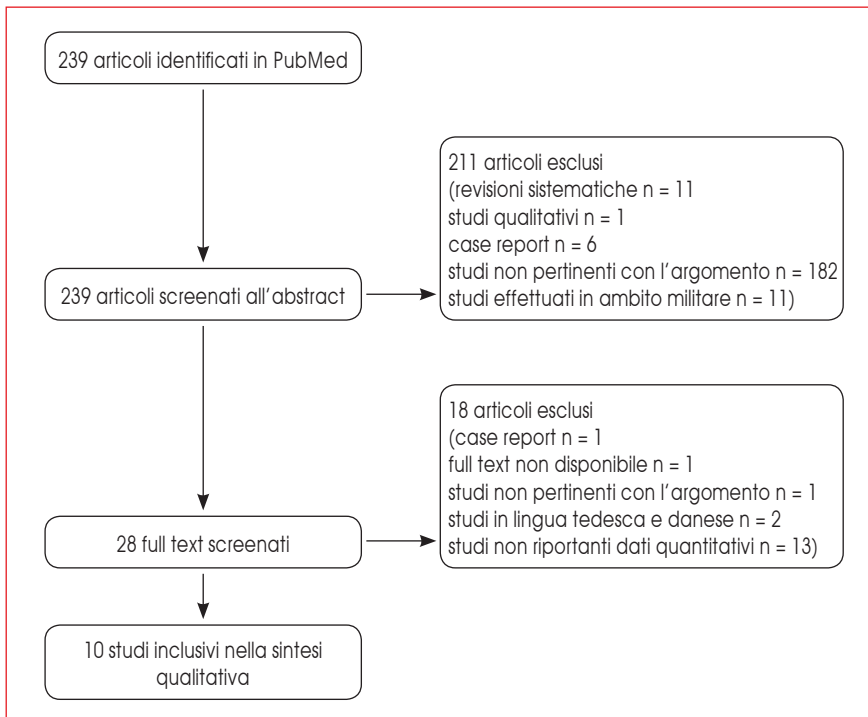 239 articoli identificati in PubMed
211 articoli esclusi
(revisioni sistematiche n = 11
studi qualitativi n = 1
case report n = 6
studi non pertinenti con l'argomento n = 182
studi effettuati in ambito militare n = 11)
239 articoli screenati all'abstract
18 articoli esclusi
(case report n = 1
full text non disponibile n = 1
studi non pertinenti con l'argomento n = 1
studi in lingua tedesca e danese n = 2
studi non riportanti dati quantitativi n = 13)
28 full text screenati
10 studi inclusivi nella sintesi
qualitativa